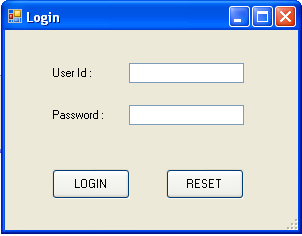 Login
User Id :
Password :
LOGIN RESET